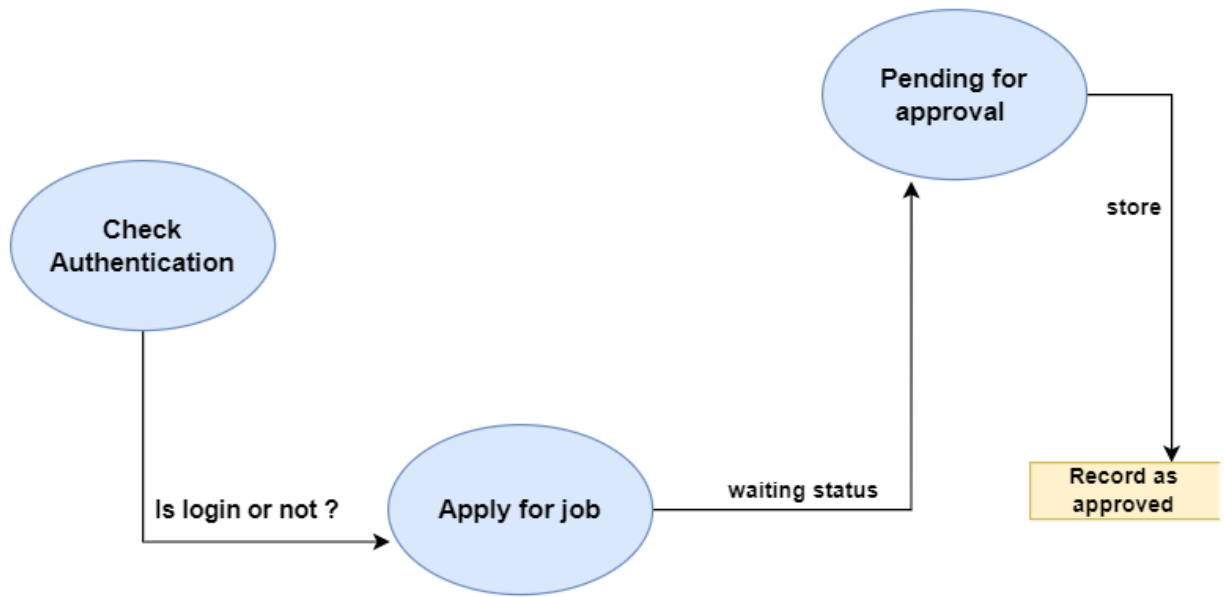 Pending for
approval
store
Check
Authentication
Is login or not ?
Apply for job
waiting status
Record as
approved